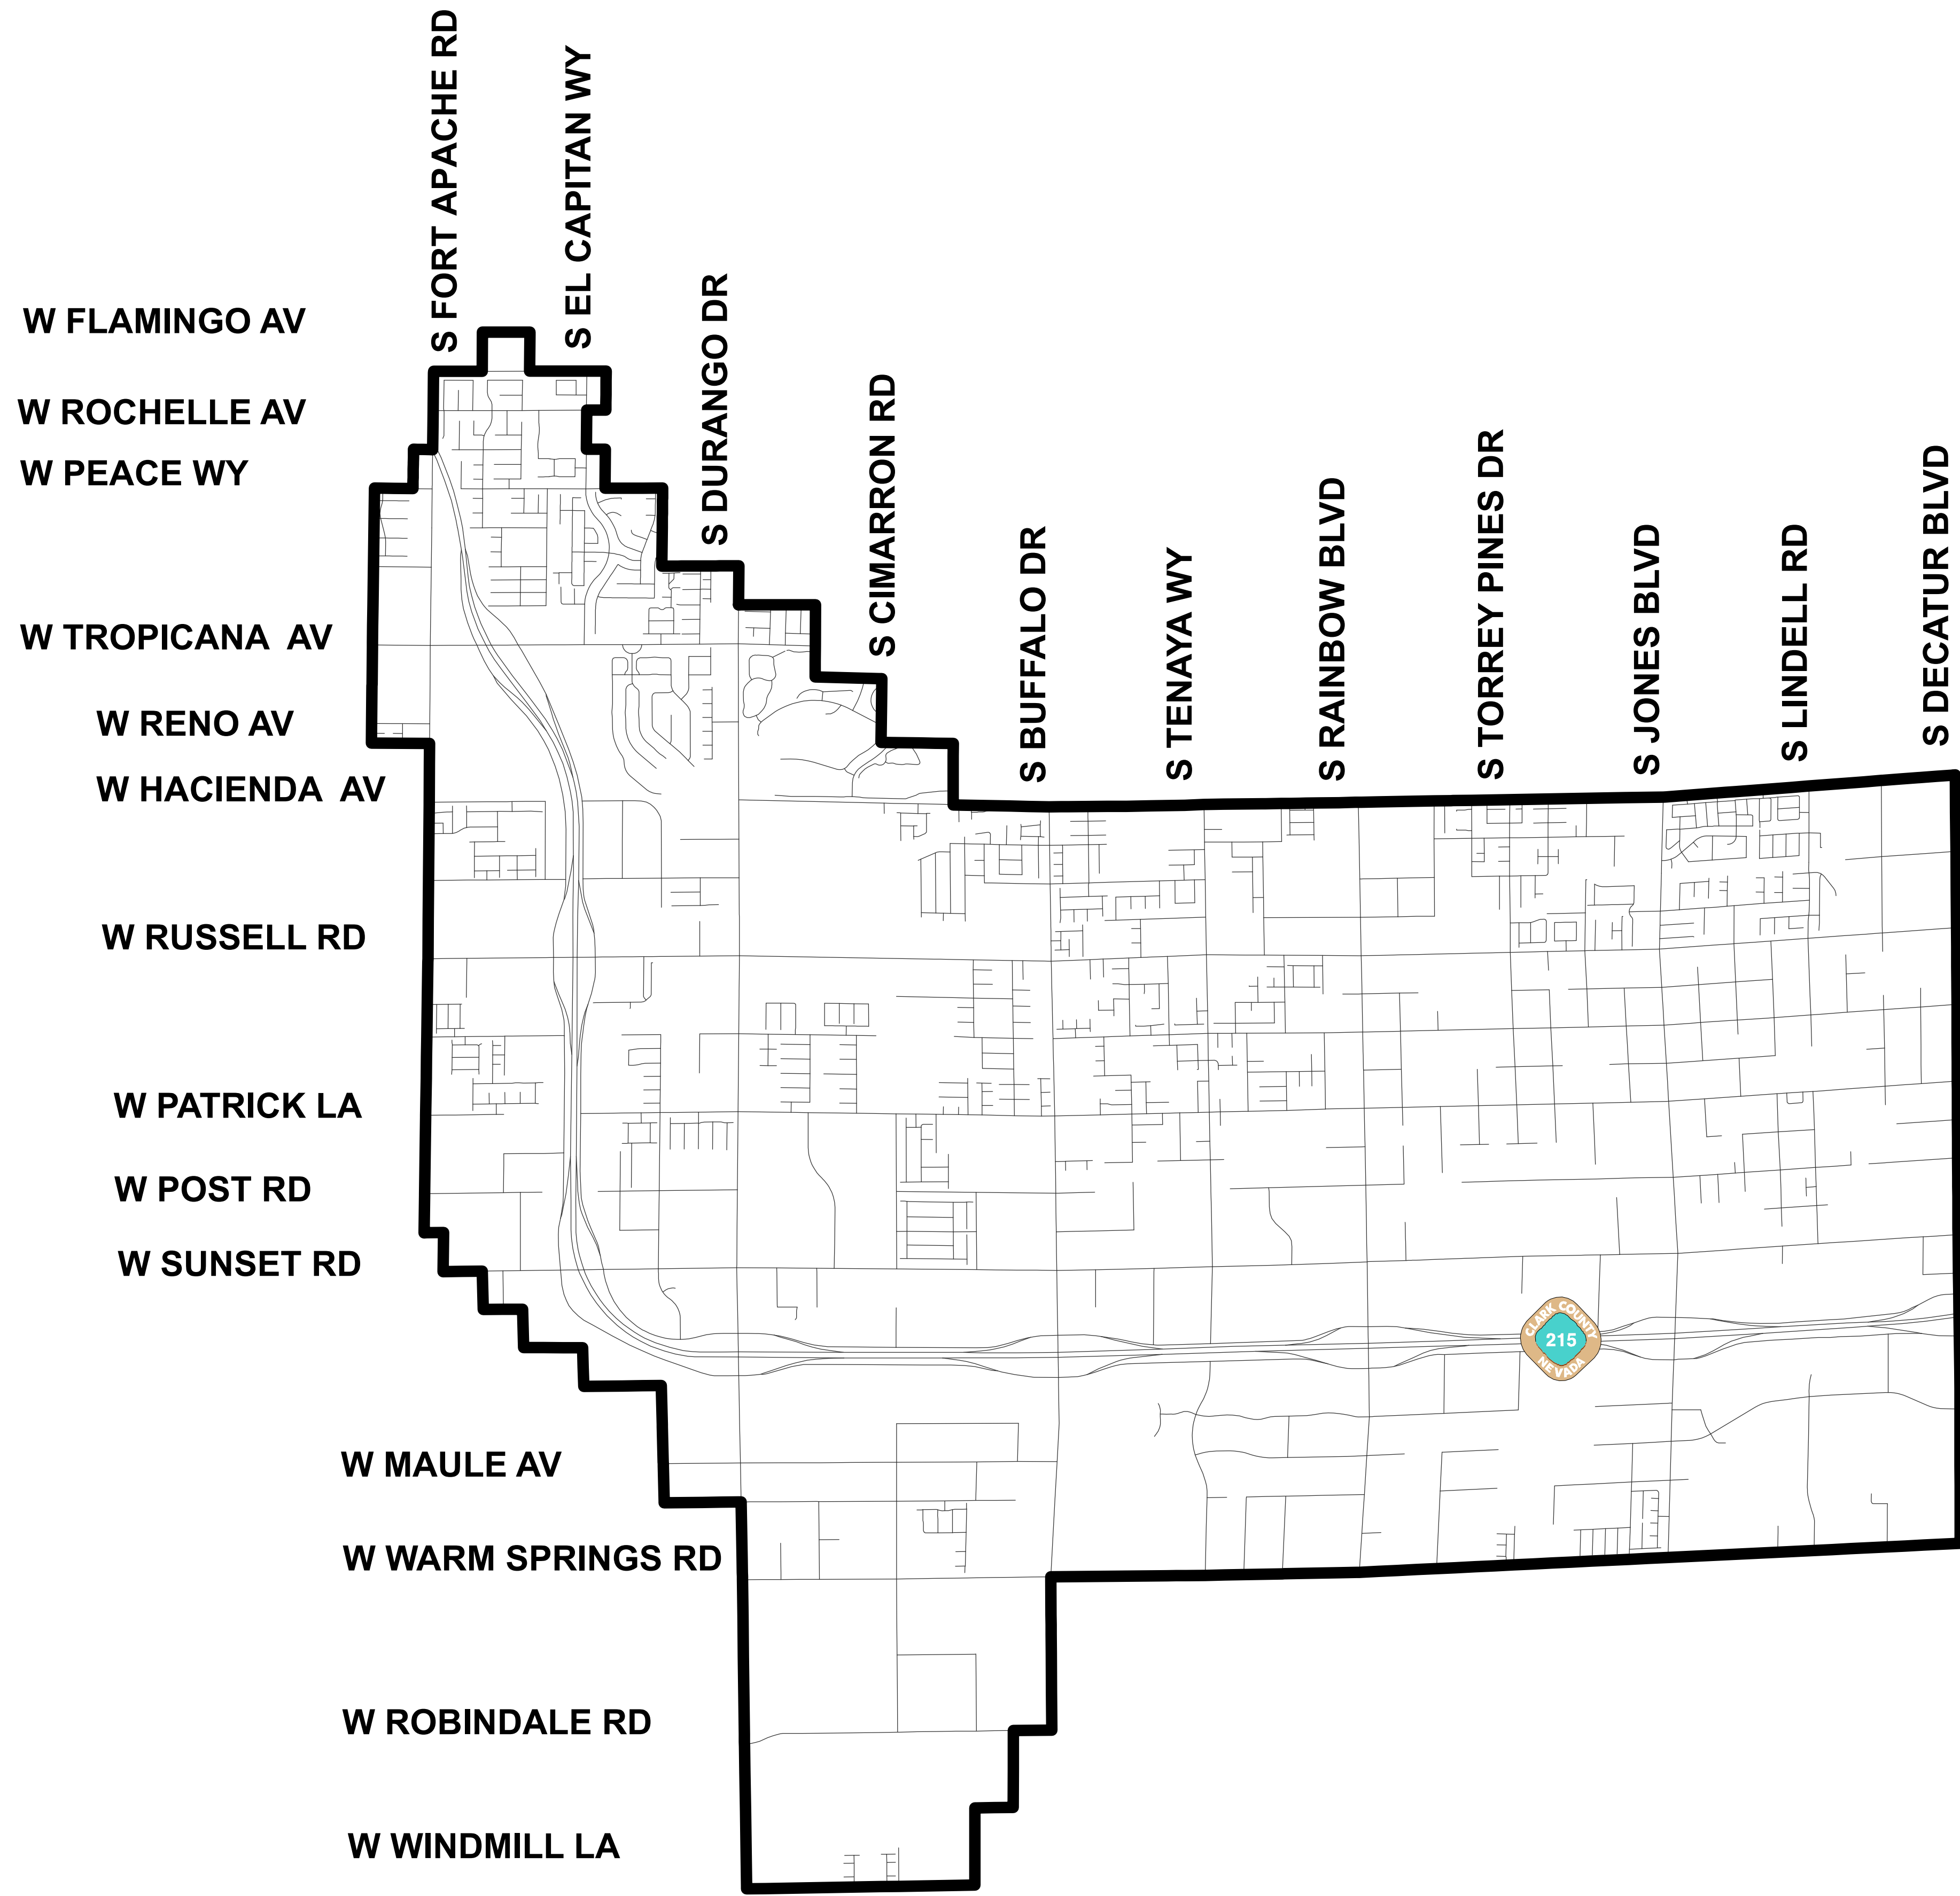 S FORT APACHE RD
S EL CAPITAN WY
S DURANGO DR
S CIMARRON RD
S BUFFALO DR
S TENAYA WY
S RAINBOW BLVD
S TORREY PINES DR
S JONES BLVD
S LINDELL RD
S DECATUR BLVD
W FLAMINGO AV
W ROCHELLE AV
W PEACE WY
W TROPICANA AV
W RENO AV
W HACIENDA AV
W RUSSELL RD
W PATRICK LA
W POST RD
W SUNSET RD
CLARK COUNTY
215
NEVADA
W MAULE AV
W WARM SPRINGS RD
W ROBINDALE RD
W WINDMILL LA